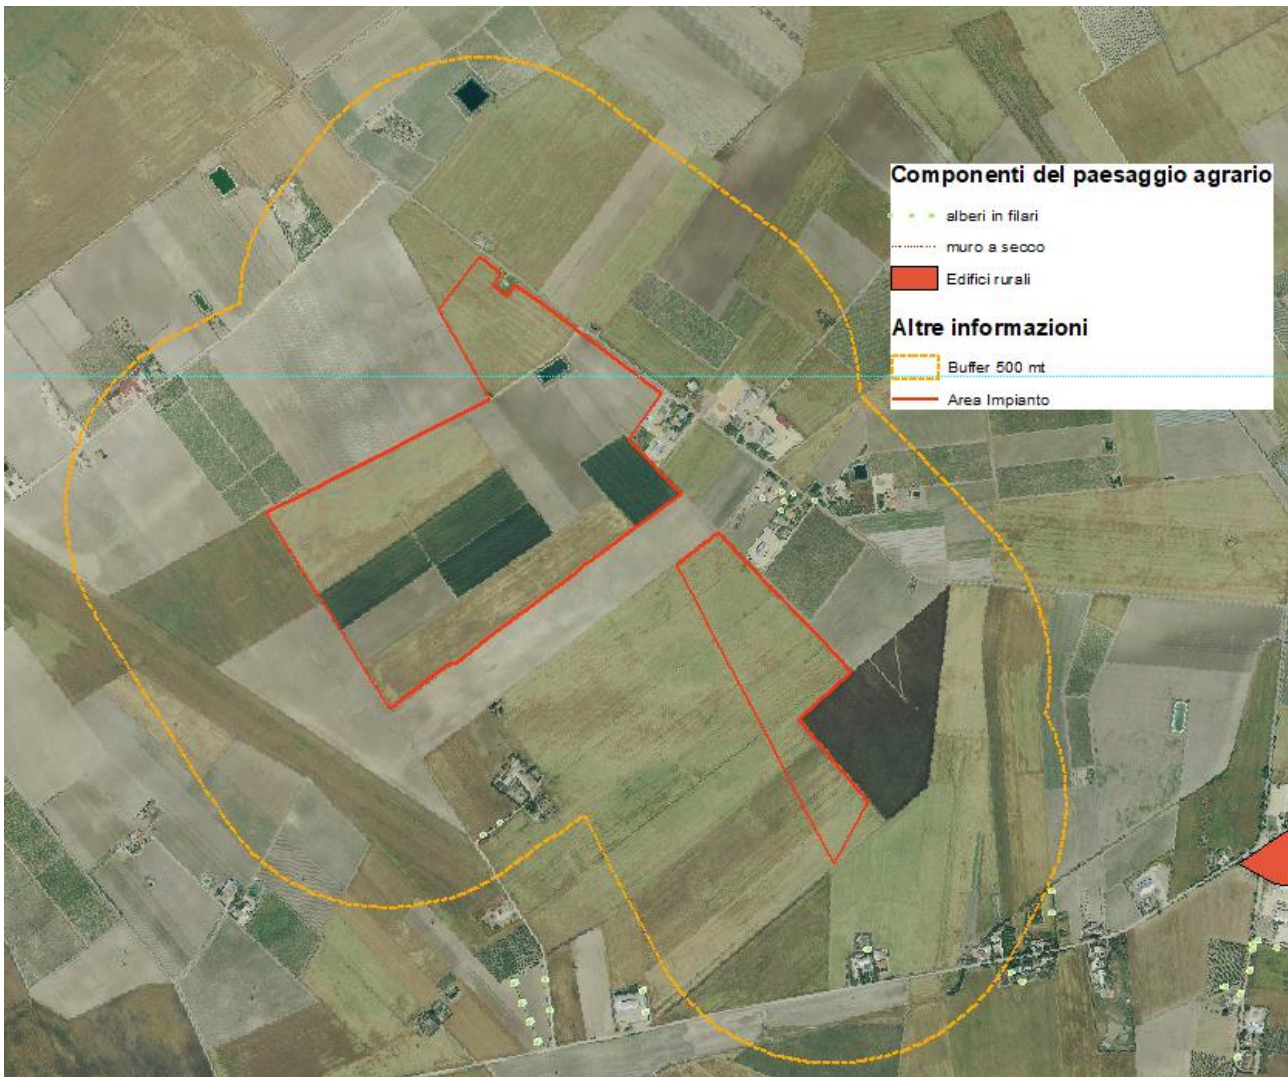 Componenti del paesaggio agrario
alberi in filari
muro a secco
Edifici rurali
Altre informazioni
Buffer 500 mt
Area Impianto